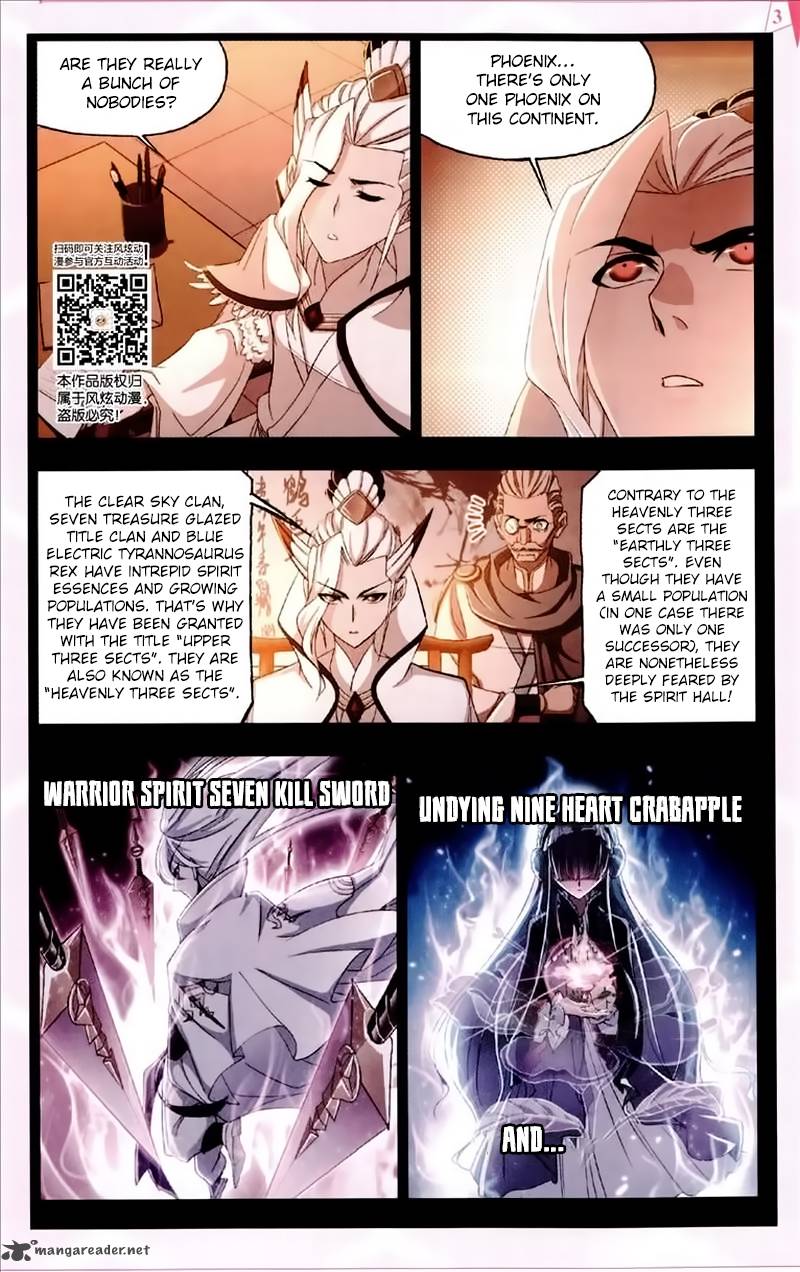 3
ARE THEY REALLY
A BUNCH OF
NOBODIES?
PHOENIX...
THERE'S ONLY
ONE PHOENIX ON
THIS CONTINENT.
扫码即可关注风炫动
漫参与官方互动活动。
本作品版权归
属于风炫动漫，
盗版必究！
THE CLEAR SKY CLAN,
SEVEN TREASURE GLAZED
TITLE CLAN AND BLUE
ELECTRIC TYRANNOSAURUS
REX HAVE INTREPID SPIRIT
ESSENCES AND GROWING
POPULATIONS. THAT'S WHY
THEY HAVE BEEN GRANTED
WITH THE TITLE "UPPER
THREE SECTS". THEY ARE
ALSO KNOWN AS THE
"HEAVENLY THREE SECTS".
CONTRARY TO THE
HEAVENLY THREE
SECTS ARE THE
"EARTHLY THREE
SECTS". EVEN
THOUGH THEY HAVE
A SMALL POPULATION
(IN ONE CASE THERE
WAS ONLY ONE
SUCCESSOR), THEY
ARE NONETHELESS
DEEPLY FEARED BY
THE SPIRIT HALL!
WARRIOR SPIRIT SEVEN KILL SWORD
UNDYING NINE HEART CRABAPPLE
AND...
mangareader.net